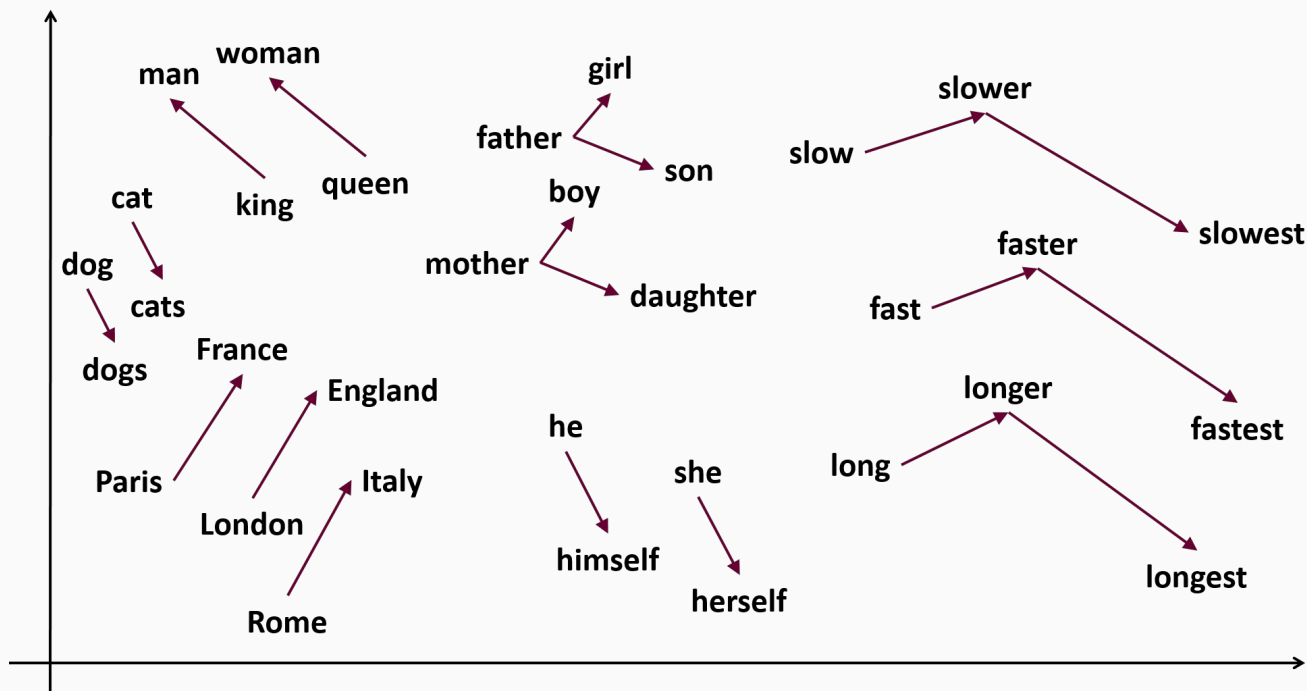 woman
man
girl
slower
father
slow
son
queen
boy
cat
king
slowest
faster
dog
mother
daughter
cats
fast
France
dogs
England
longer
he
fastest
long
she
Paris
Italy
London
himself
longest
herself
Rome